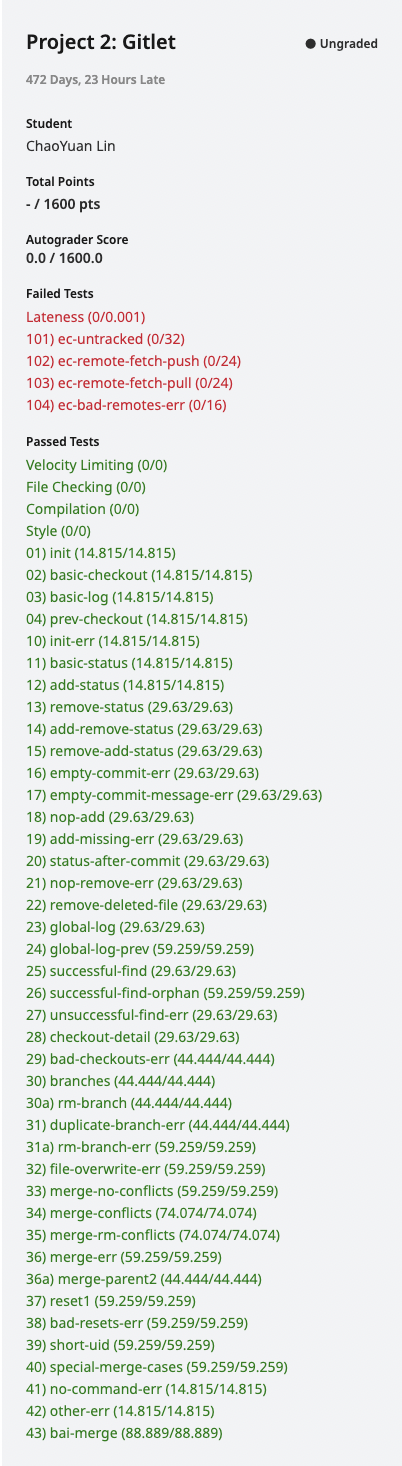 Project 2: Gitlet
Ungraded
472 Days, 23 Hours Late
Student
ChaoYuan Lin
Total Points
- / 1600 pts
Autograder Score
0.0 / 1600.0
Failed Tests
Lateness (0/0.001)
101) ec-untracked (0/32)
102) ec-remote-fetch-push (0/24)
103) ec-remote-fetch-pull (0/24)
104) ec-bad-remotes-err (0/16)
Passed Tests
Velocity Limiting (0/0)
File Checking (0/0)
Compilation (0/0)
Style (0/0)
01) init (14.815/14.815)
02) basic-checkout (14.815/14.815)
03) basic-log (14.815/14.815)
04) prev-checkout (14.815/14.815)
10) init-err (14.815/14.815)
11) basic-status (14.815/14.815)
12) add-status (14.815/14.815)
13) remove-status (29.63/29.63)
14) add-remove-status (29.63/29.63)
15) remove-add-status (29.63/29.63)
16) empty-commit-err (29.63/29.63)
17) empty-commit-message-err (29.63/29.63)
18) nop-add (29.63/29.63)
19) add-missing-err (29.63/29.63)
20) status-after-commit (29.63/29.63)
21) nop-remove-err (29.63/29.63)
22) remove-deleted-file (29.63/29.63)
23) global-log (29.63/29.63)
24) global-log-prev (59.259/59.259)
25) successful-find (29.63/29.63)
26) successful-find-orphan (59.259/59.259)
27) unsuccessful-find-err (29.63/29.63)
28) checkout-detail (29.63/29.63)
29) bad-checkouts-err (44.444/44.444)
30) branches (44.444/44.444)
30a) rm-branch (44.444/44.444)
31) duplicate-branch-err (44.444/44.444)
31a) rm-branch-err (59.259/59.259)
32) file-overwrite-err (59.259/59.259)
33) merge-no-conflicts (59.259/59.259)
34) merge-conflicts (74.074/74.074)
35) merge-rm-conflicts (74.074/74.074)
36) merge-err (59.259/59.259)
36a) merge-parent2 (44.444/44.444)
37) reset1 (59.259/59.259)
38) bad-resets-err (59.259/59.259)
39) short-uid (59.259/59.259)
40) special-merge-cases (59.259/59.259)
41) no-command-err (14.815/14.815)
42) other-err (14.815/14.815)
43) bai-merge (88.889/88.889)